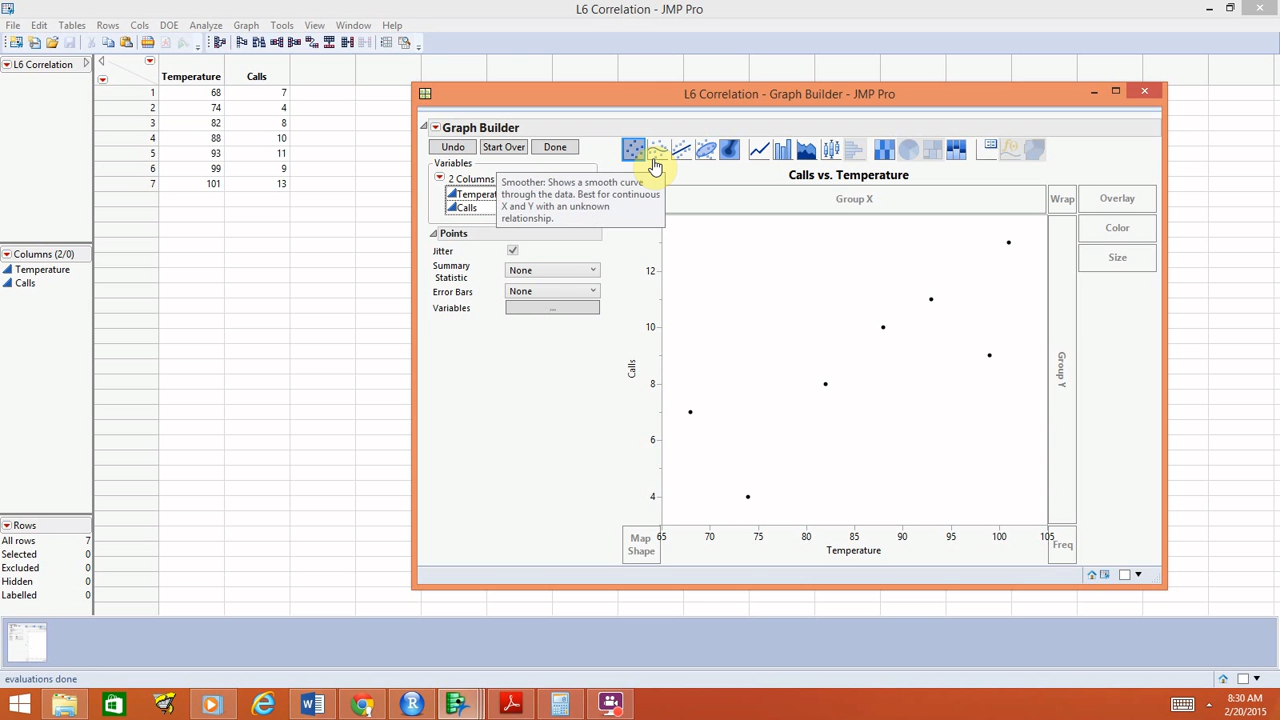 L6 Correlation - JMP Pro
File Edit Tables Rows Cols DOE Analyze Graph Tools View Window Help
L6 Correlation
Temperature Calls
1 68 7
2 74 4
3 82 8
4 88 10
5 93 11
6 99 9
7 101 13
Columns (2/0)
Temperature
Calls
Rows
All rows 7
Selected 0
Excluded 0
Hidden 0
Labelled 0
L6 Correlation - Graph Builder - JMP Pro
Graph Builder
Undo Start Over Done
Variables
2 Columns
Temperat
Calls
Smoother: Shows a smooth curve
through the data. Best for continuous
X and Y with an unknown
relationship.
Points
Jitter
Summary
Statistic
None
Error Bars None
Variables ...
Calls vs. Temperature
Group X
Wrap
Overlay
Color
Size
12
10
8
6
4
Calls
Group Y
Map
Shape
65 70 75 80 85 90 95 100 105
Temperature
Freq
evaluations done
8:30 AM
2/20/2015